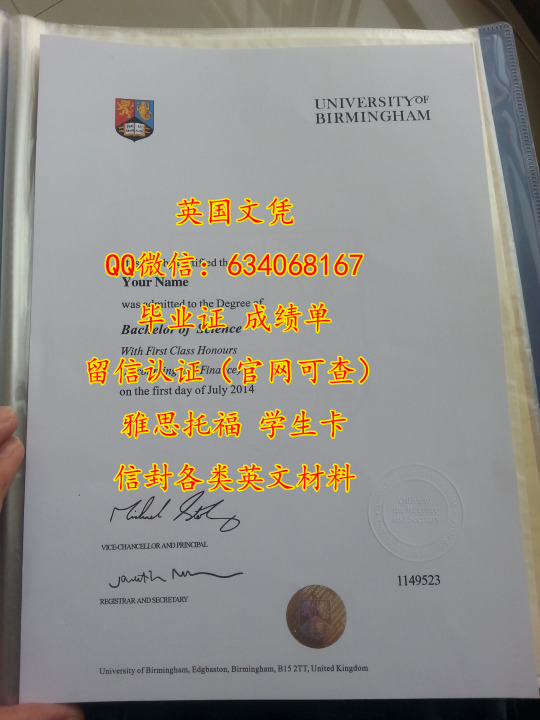 UNIVERSITY OF
BIRMINGHAM
英国文凭
QQ微信：634068167
Your Name
was admitted to the Degree of
毕业证 成绩单
Bachelor of Science
With First Class Honours
留信认证（官网可查）
Finance
on the first day of July 2014
雅思托福 学生卡
信封各类英文材料
VICE-CHANCELLOR AND PRINCIPAL
1149523
REGISTRAR AND SECRETARY
University of Birmingham, Edgbaston, Birmingham, B15 2TT, United Kingdom